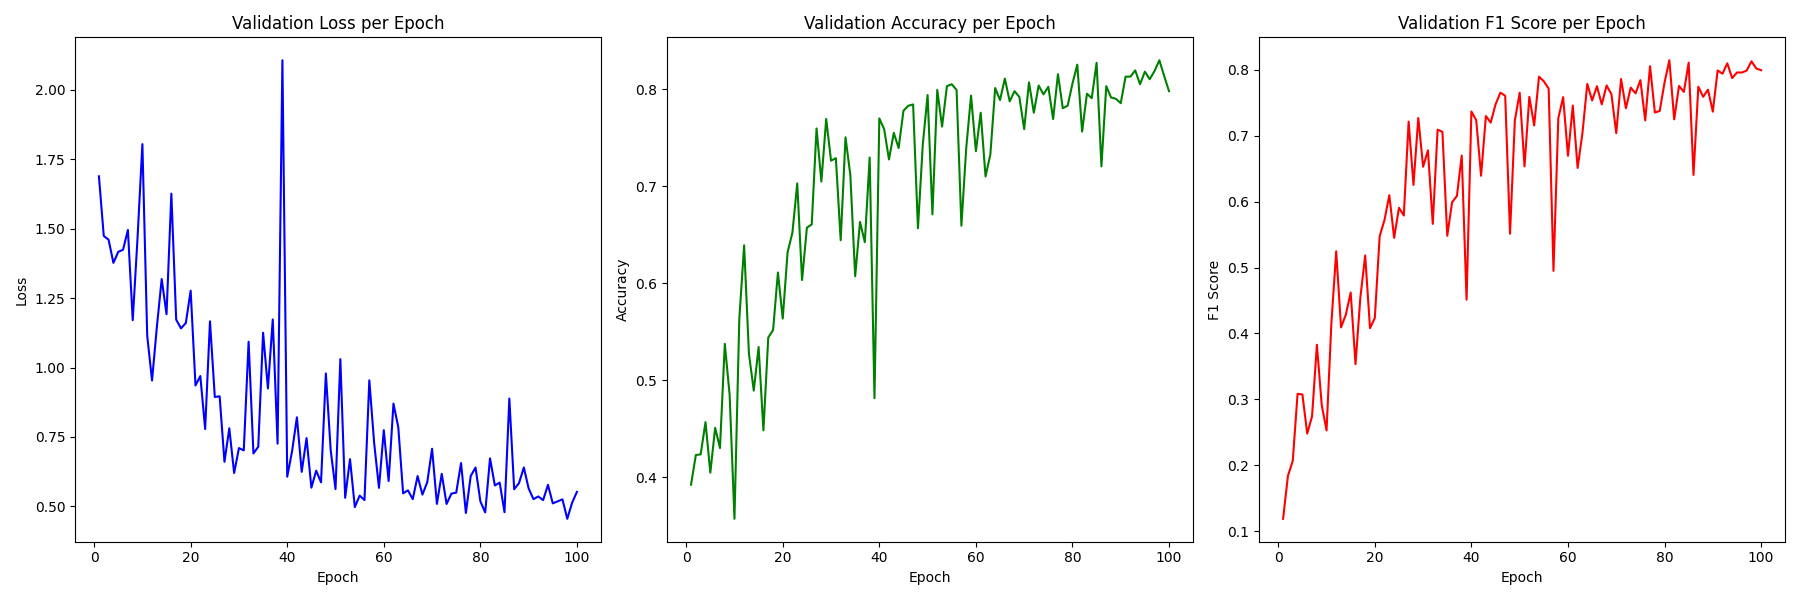 Validation Loss per Epoch
Loss
2.00
1.75
1.50
1.25
1.00
0.75
0.50
0 20 40 60 80 100
Epoch
Validation Accuracy per Epoch
Accuracy
0.8
0.7
0.6
0.5
0.4
0 20 40 60 80 100
Epoch
Validation F1 Score per Epoch
F1 Score
0.8
0.7
0.6
0.5
0.4
0.3
0.2
0.1
0 20 40 60 80 100
Epoch